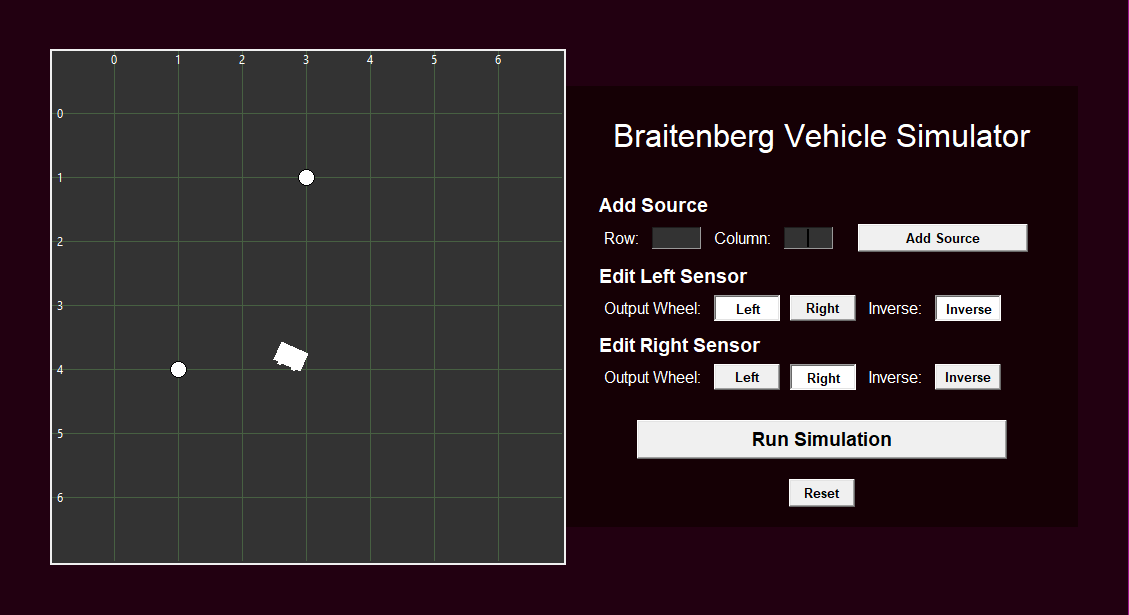 0 1 2 3 4 5 6
0
1
2
3
4
5
6
Braitenberg Vehicle Simulator
Add Source
Row: Column: Add Source
Edit Left Sensor
Output Wheel: Left Right Inverse: Inverse
Edit Right Sensor
Output Wheel: Left Right Inverse: Inverse
Run Simulation
Reset